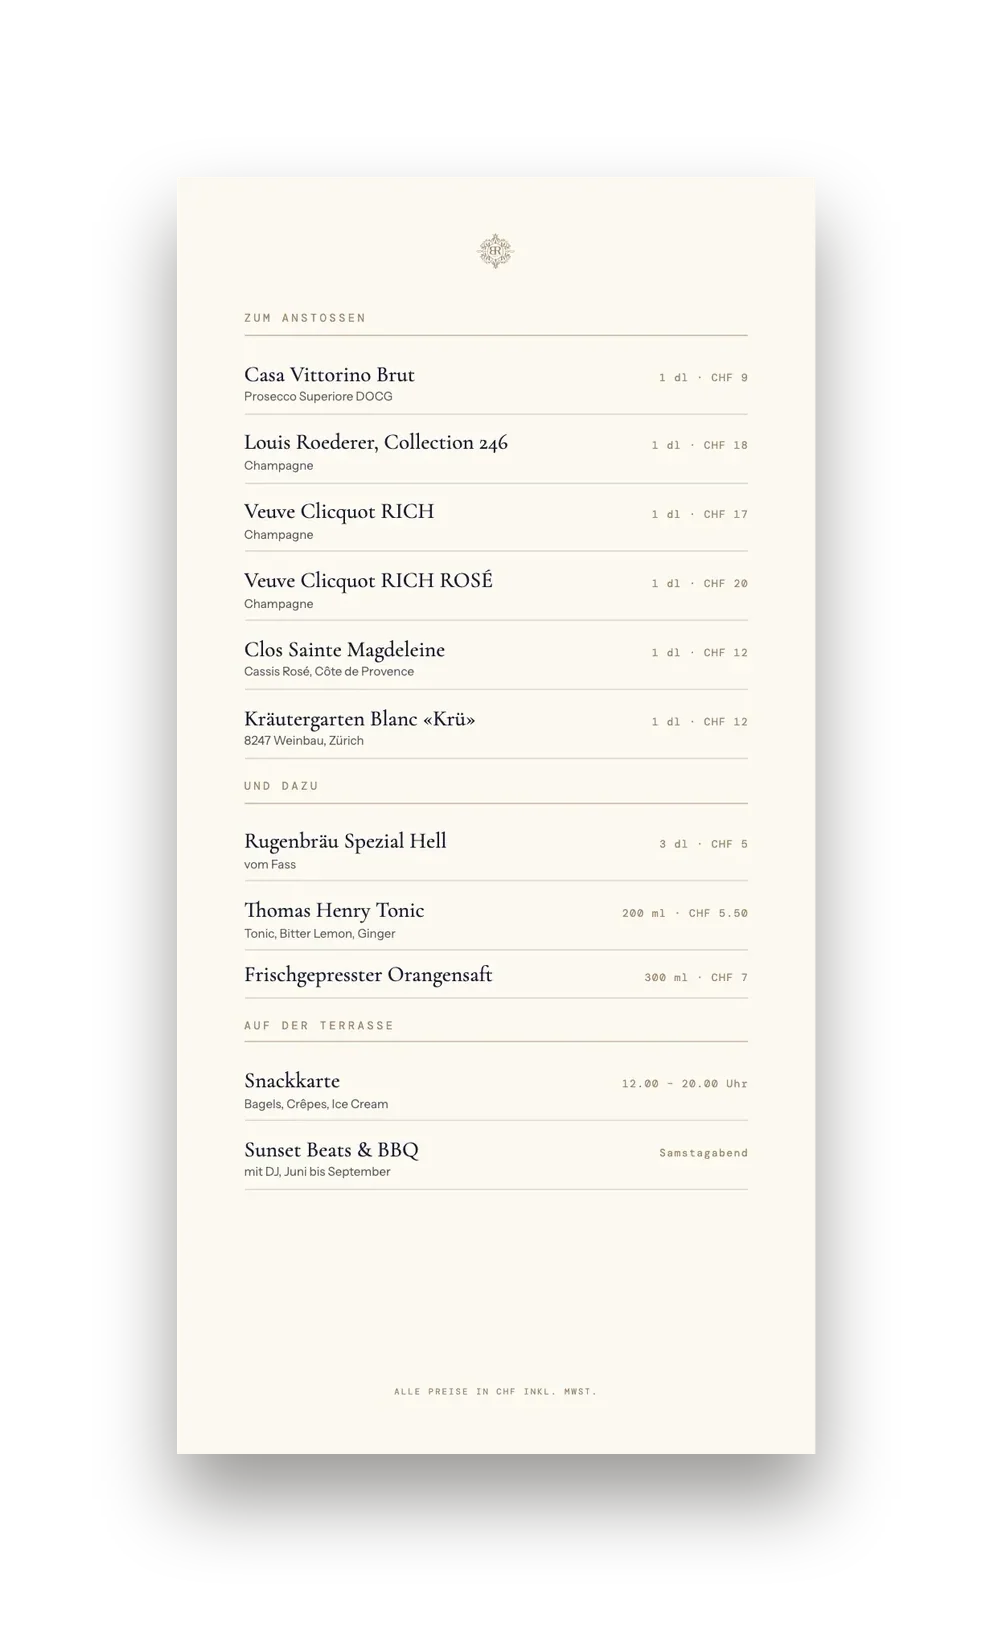 BR
ZUM ANSTOSSEN
Casa Vittorino Brut 1 dl · CHF 9
Prosecco Superiore DOCG
Louis Roederer, Collection 246 1 dl · CHF 18
Champagne
Veuve Clicquot RICH 1 dl · CHF 17
Champagne
Veuve Clicquot RICH ROSÉ 1 dl · CHF 20
Champagne
Clos Sainte Magdeleine 1 dl · CHF 12
Cassis Rosé, Côte de Provence
Kräutergarten Blanc «Krü» 1 dl · CHF 12
8247 Weinbau, Zürich
UND DAZU
Rugenbräu Spezial Hell 3 dl · CHF 5
vom Fass
Thomas Henry Tonic 200 ml · CHF 5.50
Tonic, Bitter Lemon, Ginger
Frischgepresster Orangensaft 300 ml · CHF 7
AUF DER TERRASSE
Snackkarte 12.00 – 20.00 Uhr
Bagels, Crêpes, Ice Cream
Sunset Beats & BBQ Samstagabend
mit DJ, Juni bis September
ALLE PREISE IN CHF INKL. MWST.